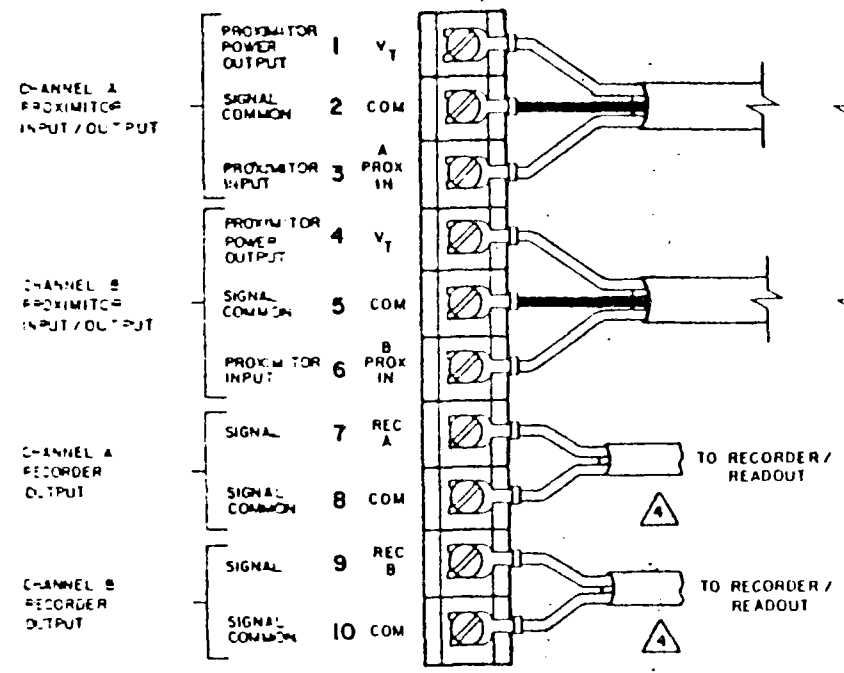 CHANNEL A
PROXIMITOR
INPUT / OUTPUT
PROXIMITOR
POWER
OUTPUT
1
VT
SIGNAL
COMMON
2
COM
PROXIMITOR
INPUT
3
A
PROX
IN
CHANNEL B
PROXIMITOR
INPUT / OUTPUT
PROXIMITOR
POWER
OUTPUT
4
VT
SIGNAL
COMMON
5
COM
PROXIMITOR
INPUT
6
B
PROX
IN
CHANNEL A
RECORDER
OUTPUT
SIGNAL
7
REC
A
SIGNAL
COMMON
8
COM
TO RECORDER /
READOUT
4
CHANNEL B
RECORDER
OUTPUT
SIGNAL
9
REC
B
SIGNAL
COMMON
10
COM
TO RECORDER /
READOUT
4